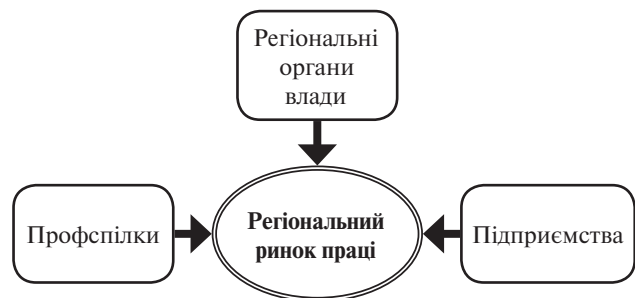 Регіональні
органи
влади
Профспілки
Регіональний
ринок праці
Підприємства